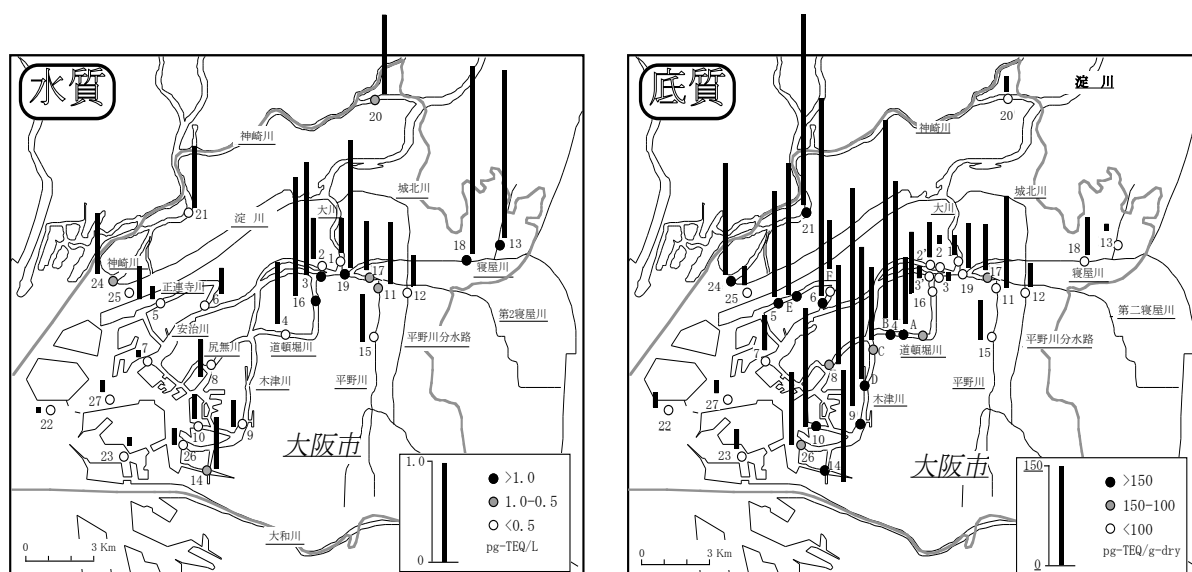 水質
20
神崎川
城北川
21
淀川
大川
18
13
2
1
寝屋川
神崎川
24
3
17
19
25
正連寺川
16
11
12
5
6
第2寝屋川
安治川
4
平野川分水路
尻無川
道頓堀川
15
7
8
木津川
平野川
27
22
10
9
大阪市
26
23
14
1.0
>1.0
1.0-0.5
<0.5
0
pg-TEQ/L
大和川
0 3 Km
底質
淀川
20
神崎川
城北川
21
大川
18
13
2'
2
1
寝屋川
24
F
3'
3
17
19
25
16
11
12
5
E
6
第二寝屋川
B
4
A
平野川分水路
道頓堀川
15
7
C
8
D
平野川
木津川
27
22
9
10
26
大阪市
23
14
150
>150
150-100
<100
0
pg-TEQ/g-dry
0 3 Km